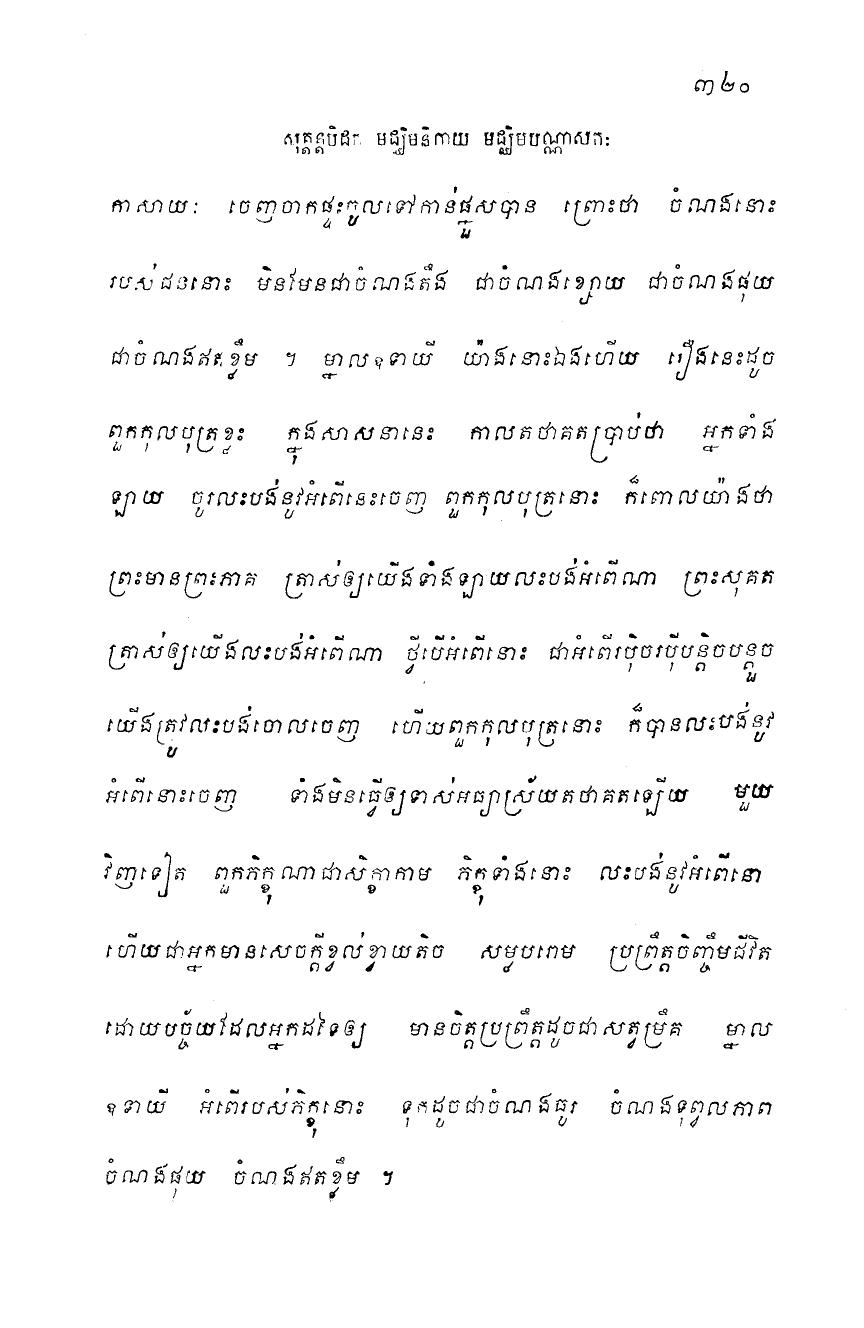 ៣២០
សុត្តន្តបិដក មជ្ឈិមនិកាយ មជ្ឈិមបណ្ណាសកៈ
កាសាយៈ ចេញចាកផ្ទះចូលទៅកាន់ផ្នួសបាន ព្រោះថា ចំណងនោះ
របស់ជននោះ មិនមែនជាចំណងតឹង ជាចំណងខ្សោយ ជាចំណងផុយ
ជាចំណងឥតខ្លឹម ។ ម្នាលឧទាយី យ៉ាងនោះឯងហើយ រឿងនេះដូច
ពួកកុលបុត្រខ្លះ ក្នុងសាសនានេះ កាលតថាគតប្រាប់ថា អ្នកទាំង
ឡាយ ចូរលះបង់នូវអំពើនេះចេញ ពួកកុលបុត្រនោះ ក៏ពោលយ៉ាងថា
ព្រះមានព្រះភាគ ត្រាស់ឲ្យយើងទាំងឡាយលះបង់អំពើណា ព្រះសុគត
ត្រាស់ឲ្យយើងលះបង់អំពើណា ថ្វីបើអំពើនោះ ជាអំពើរប៉ិចរប៉ីបន្តិចបន្តួច
យើងត្រូវលះបង់ចោលចេញ ហើយពួកកុលបុត្រនោះ ក៏បានលះបង់នូវ
អំពើនោះចេញ ទាំងមិនធ្វើឲ្យទាស់អធ្យាស្រ័យតថាគតឡើយ មួយ
វិញទៀត ពួកភិក្ខុណាជាសិក្ខាកាម ភិក្ខុទាំងនោះ លះបង់នូវអំពើនោ
ហើយជាអ្នកមានសេចក្តីខ្វល់ខ្វាយតិច សម្ងបរោម ប្រព្រឹត្តចិញ្ចឹមជីវិត
ដោយបច្ច័យដែលអ្នកដទៃឲ្យ មានចិត្តប្រព្រឹត្តដូចជាសត្វម្រឹគ ម្នាល
ឧទាយី អំពើរបស់ភិក្ខុនោះ ទុកដូចជាចំណងធូរ ចំណងទុព្វលភាព
ចំណងផុយ ចំណងឥតខ្លឹម ។